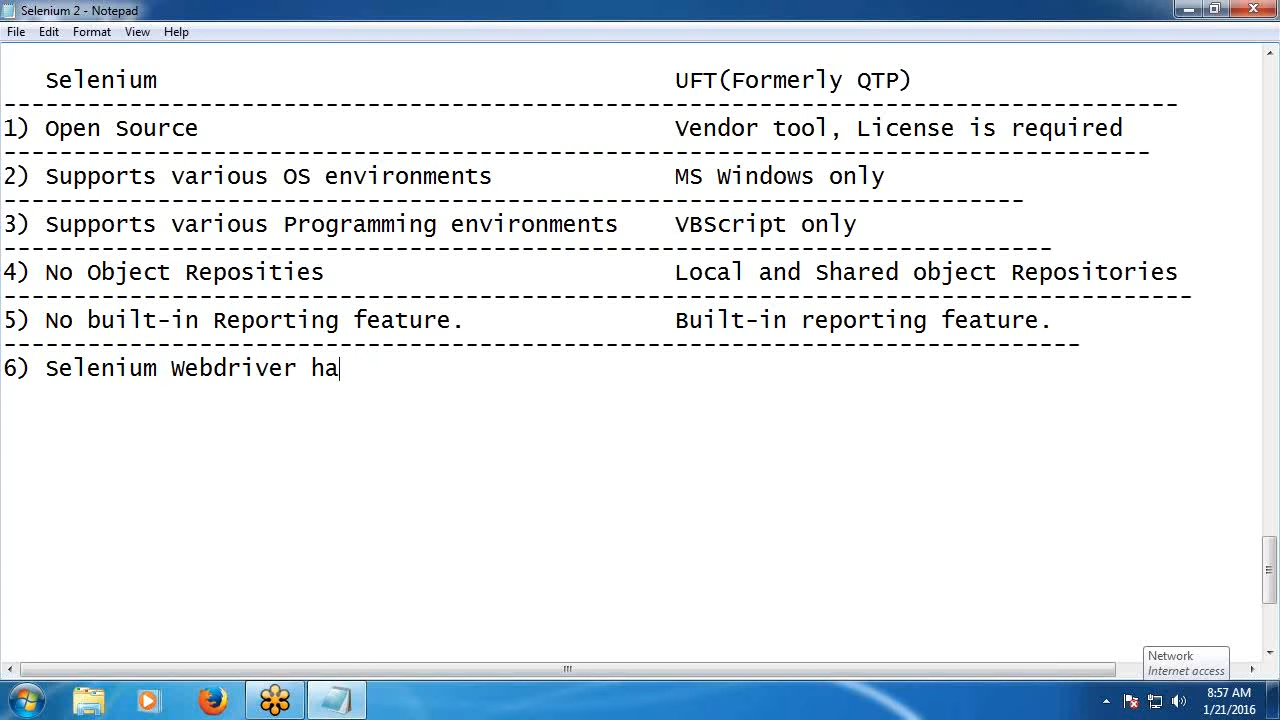 Selenium 2 - Notepad
File Edit Format View Help
Selenium UFT(Formerly QTP)
------------------------------------------------------------------------------------
1) Open Source Vendor tool, License is required
----------------------------------------------------------------------------------
2) Supports various OS environments MS Windows only
-------------------------------------------------------------------------
3) Supports various Programming environments VBScript only
---------------------------------------------------------------------------
4) No Object Reposities Local and Shared object Repositories
-------------------------------------------------------------------------------------
5) No built-in Reporting feature. Built-in reporting feature.
-----------------------------------------------------------------------------
6) Selenium Webdriver ha
Network
Internet access
8:57 AM
1/21/2016